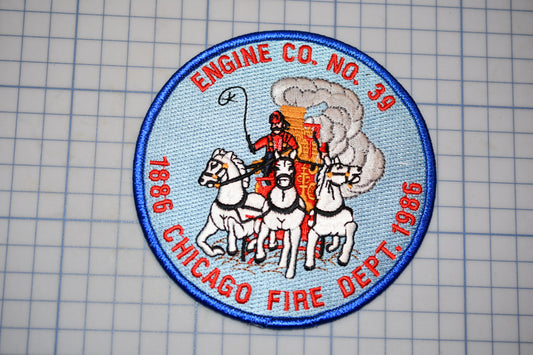 ENGINE CO. NO. 39
1886 CHICAGO FIRE DEPT. 1986